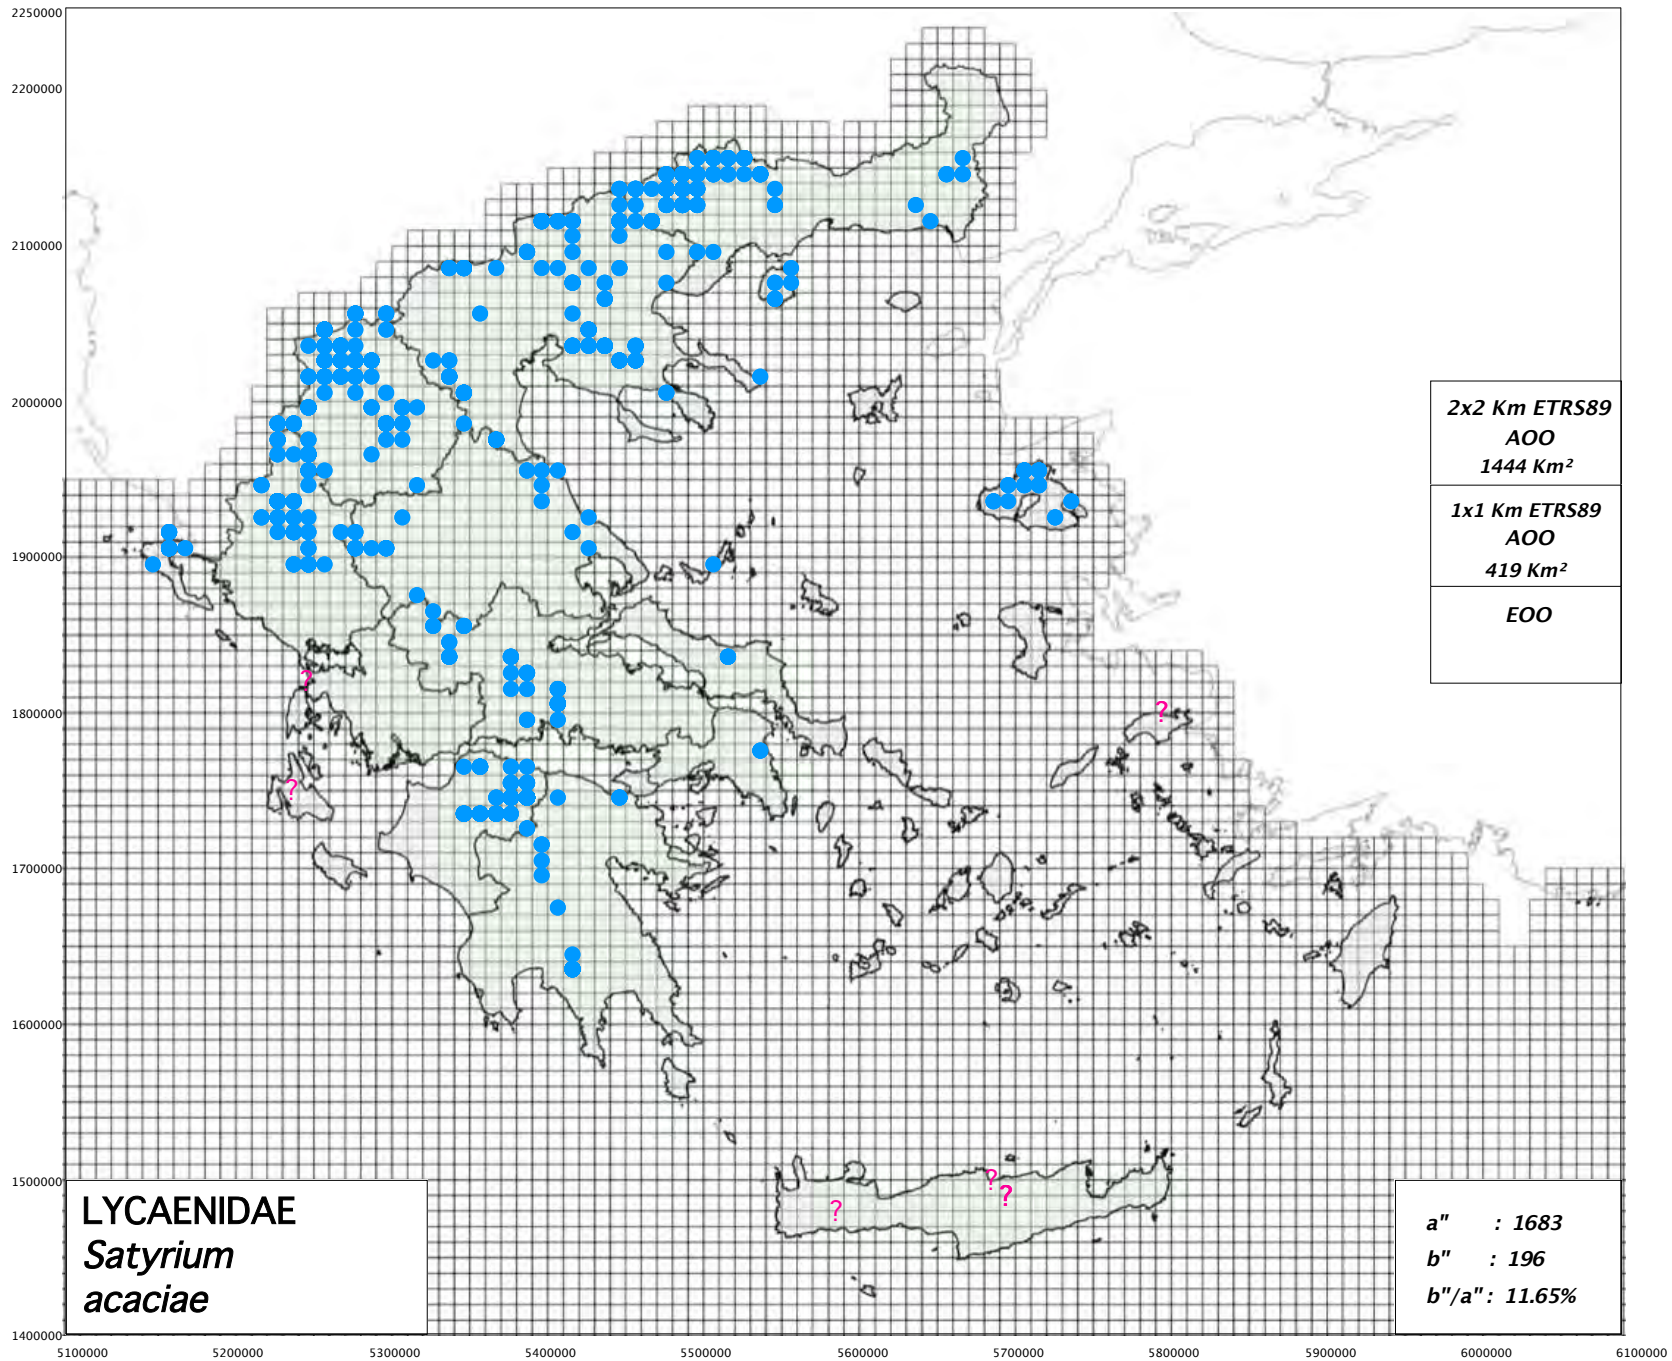 2250000
2200000
2100000
2000000
1900000
1800000
1700000
1600000
1500000
1400000
2x2 Km ETRS89
AOO
1444 Km²
1x1 Km ETRS89
AOO
419 Km²
EOO
?
?
?
?
?
?
LYCAENIDAE
Satyrium
acaciae
a" : 1683
b" : 196
b"/a" : 11.65%
5100000 5200000 5300000 5400000 5500000 5600000 5700000 5800000 5900000 6000000 6100000